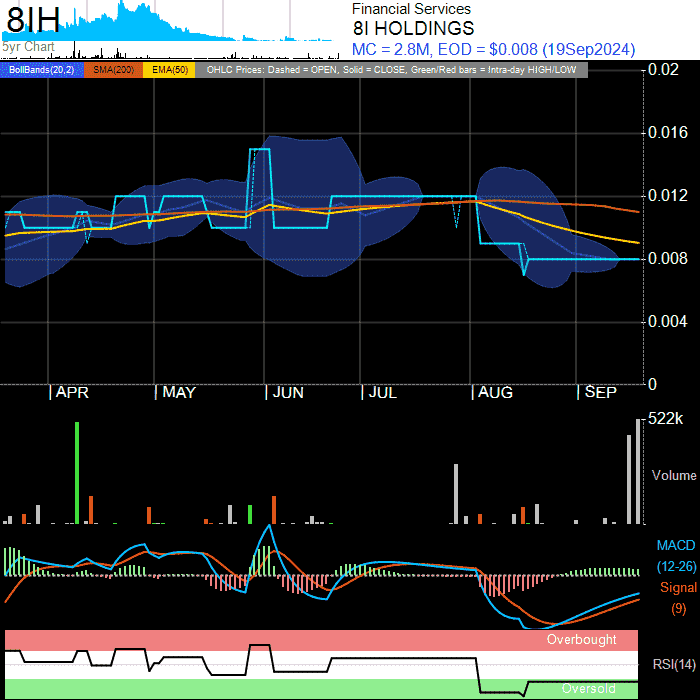 8IH
Financial Services
8I HOLDINGS
5yr Chart
MC = 2.8M, EOD = $0.008 (19Sep2024)
BollBands(20,2) SMA(200) EMA(50) OHLC Prices: Dashed = OPEN, Solid = CLOSE, Green/Red bars = Intra-day HIGH/LOW
0.02
0.016
0.012
0.008
0.004
0
APR MAY JUN JUL AUG SEP
522k
Volume
MACD
(12-26)
Signal
(9)
Overbought
RSI(14)
Oversold